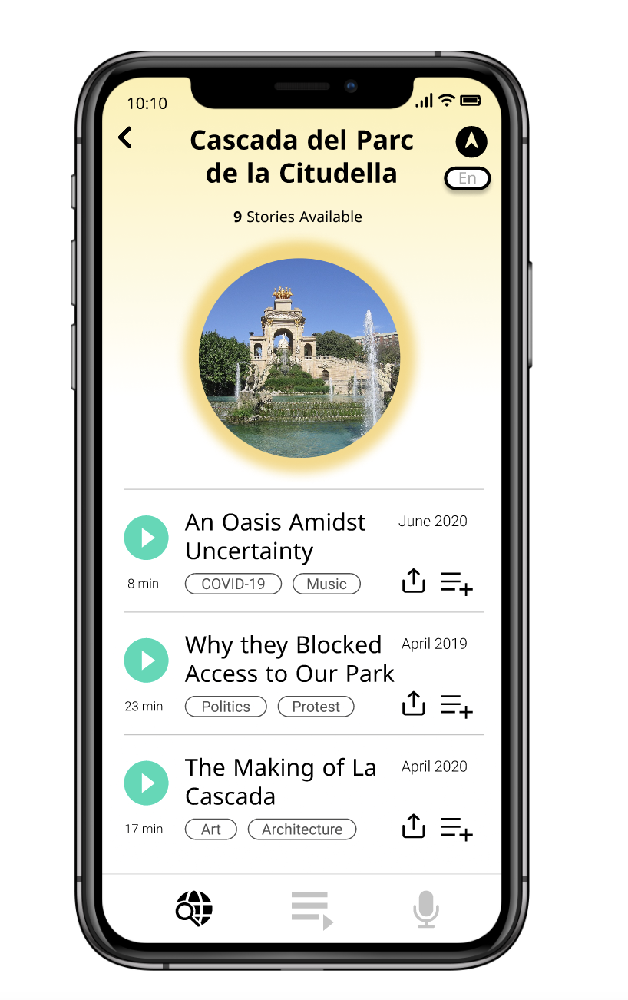 10:10
Cascada del Parc
de la Citudella
En
9 Stories Available
An Oasis Amidst
Uncertainty
June 2020
8 min
COVID-19
Music
Why they Blocked
Access to Our Park
April 2019
23 min
Politics
Protest
The Making of La
Cascada
April 2020
17 min
Art
Architecture